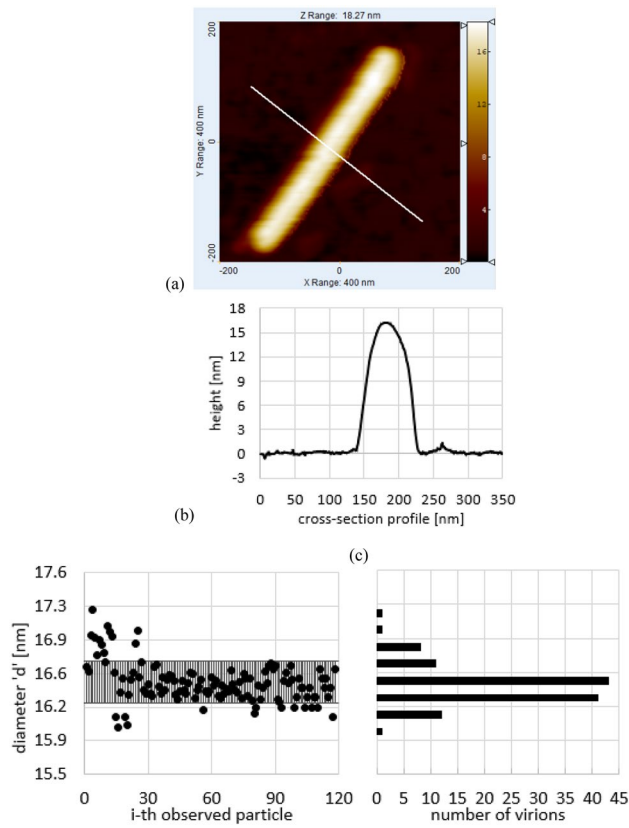 Z Range: 18.27 nm
200
16
12
Y Range: 400 nm
0
8
4
-200
-200 0 200
(a) X Range: 400 nm
18
15
12
height [nm]
9
6
3
0
-3
0 50 100 150 200 250 300 350
(b) cross-section profile [nm]
(c)
17.6
17.3
16.9
diameter 'd' [nm]
16.6
16.2
15.9
15.5
0 30 60 90 120
i-th observed particle
0 5 10 15 20 25 30 35 40 45
number of virions